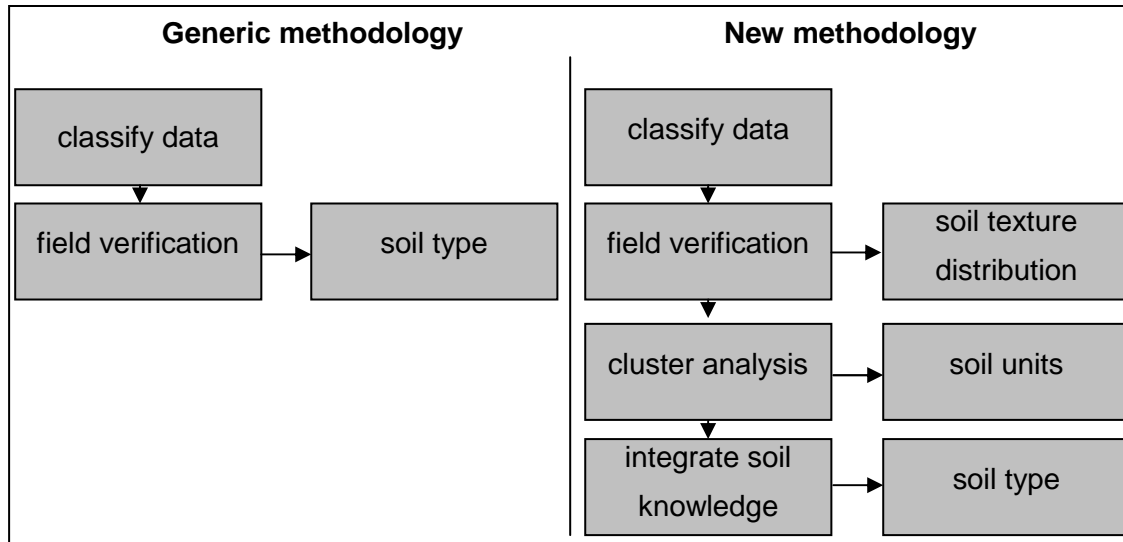 Generic methodology
classify data
field verification
soil type
New methodology
classify data
field verification
soil texture
distribution
cluster analysis
soil units
integrate soil
knowledge
soil type